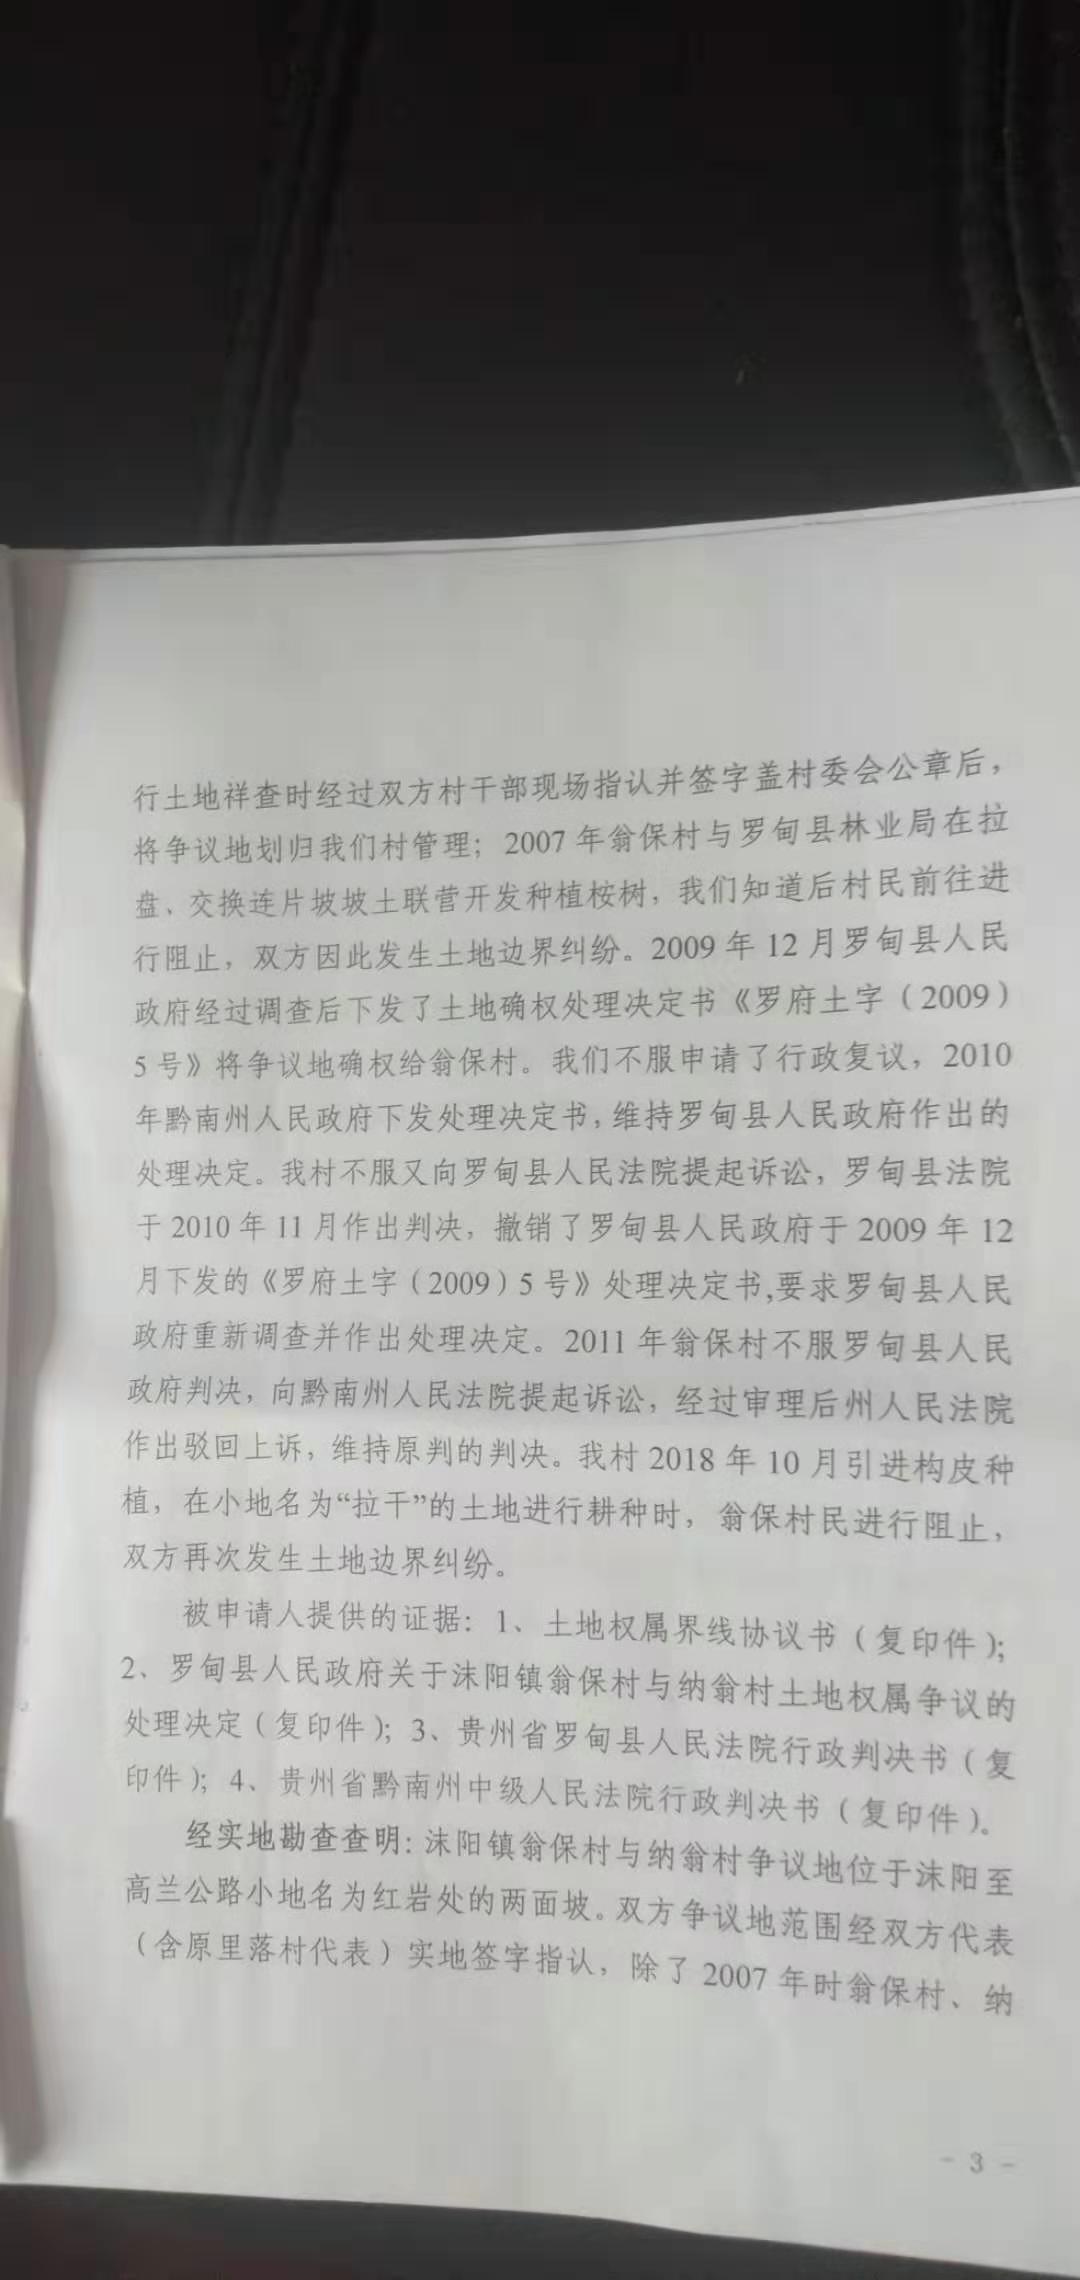 行土地祥查时经过双方村干部现场指认并签字盖村委会公章后，
将争议地划归我们村管理；2007年翁保村与罗甸县林业局在拉
盘、交换连片坡坡土联营开发种植桉树，我们知道后村民前往进
行阻止，双方因此发生土地边界纠纷。2009年12月罗甸县人民
政府经过调查后下发了土地确权处理决定书《罗府土字（2009）
5号》将争议地确权给翁保村。我们不服申请了行政复议，2010
年黔南州人民政府下发处理决定书，维持罗甸县人民政府作出的
处理决定。我村不服又向罗甸县人民法院提起诉讼，罗甸县法院
于2010年11月作出判决，撤销了罗甸县人民政府于2009年12
月下发的《罗府土字（2009）5号》处理决定书,要求罗甸县人民
政府重新调查并作出处理决定。2011年翁保村不服罗甸县人民
政府判决，向黔南州人民法院提起诉讼，经过审理后州人民法院
作出驳回上诉，维持原判的判决。我村2018年10月引进构皮种
植，在小地名为“拉干”的土地进行耕种时，翁保村民进行阻止，
双方再次发生土地边界纠纷。
被申请人提供的证据：1、土地权属界线协议书（复印件）；
2、罗甸县人民政府关于沫阳镇翁保村与纳翁村土地权属争议的
处理决定（复印件）；3、贵州省罗甸县人民法院行政判决书（复
印件）；4、贵州省黔南州中级人民法院行政判决书（复印件）。
经实地勘查查明：沫阳镇翁保村与纳翁村争议地位于沫阳至
高兰公路小地名为红岩处的两面坡。双方争议地范围经双方代表
（含原里落村代表）实地签字指认，除了2007年时翁保村、纳
- 3 -